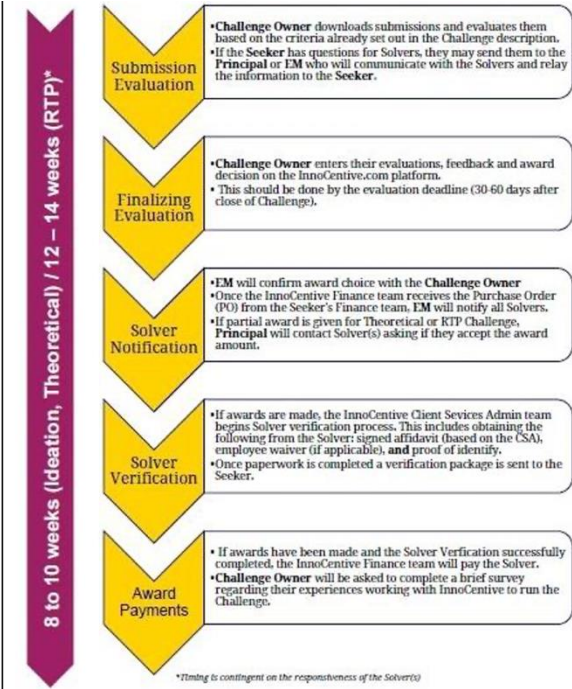 8 to 10 weeks (Ideation, Theoretical) / 12 – 14 weeks (RTP)*
Submission
Evaluation
•Challenge Owner downloads submissions and evaluates them
based on the criteria already set out in the Challenge description.
•If the Seeker has questions for Solvers, they may send them to the
Principal or EM who will communicate with the Solvers and relay
the information to the Seeker.
Finalizing
Evaluation
•Challenge Owner enters their evaluations, feedback and award
decision on the InnoCentive.com platform.
• This should be done by the evaluation deadline (30-60 days after
close of Challenge).
Solver
Notification
•EM will confirm award choice with the Challenge Owner
•Once the InnoCentive Finance team receives the Purchase Order
(PO) from the Seeker's Finance team, EM will notify all Solvers.
•If partial award is given for Theoretical or RTP Challenge,
Principal will contact Solver(s) asking if they accept the award
amount.
Solver
Verification
•If awards are made, the InnoCentive Client Sevices Admin team
begins Solver verification process. This includes obtaining the
following from the Solver: signed affidavit (based on the CSA),
employee waiver (if applicable), and proof of identify.
•Once paperwork is completed a verification package is sent to the
Seeker.
Award
Payments
• If awards have been made and the Solver Verfication successfully
completed, the InnoCentive Finance team will pay the Solver.
•Challenge Owner will be asked to complete a brief survey
regarding their experiences working with InnoCentive to run the
Challenge.
*Timing is contingent on the responsiveness of the Solver(s)